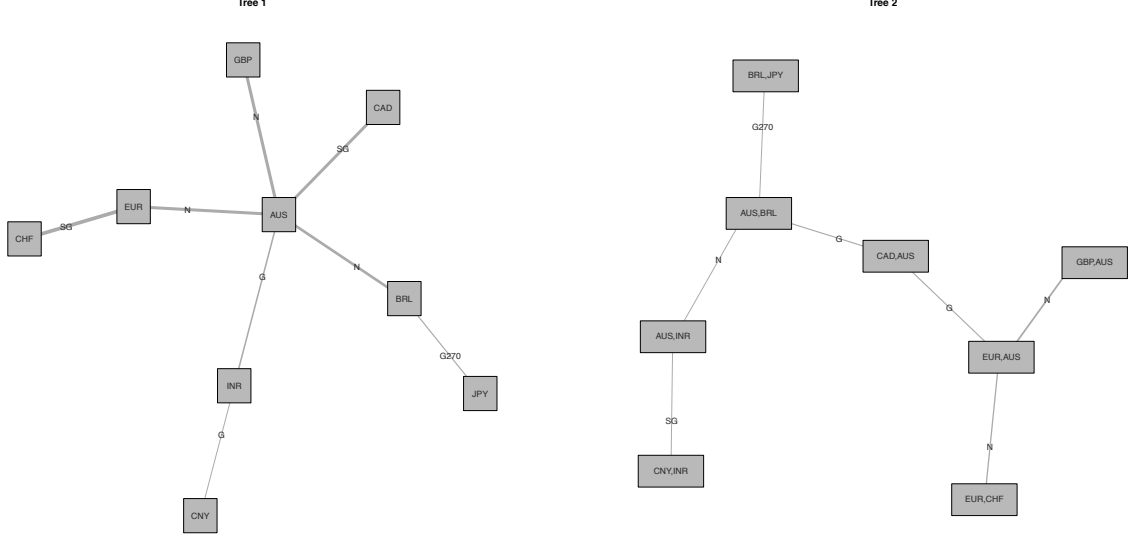 Tree 1
GBP
CAD
N
SG
EUR
N
AUS
SG
CHF
G
N
BRL
G270
INR
JPY
G
CNY
Tree 2
BRL,JPY
G270
AUS,BRL
G
CAD,AUS
GBP,AUS
N
N
G
AUS,INR
EUR,AUS
SG
N
CNY,INR
EUR,CHF